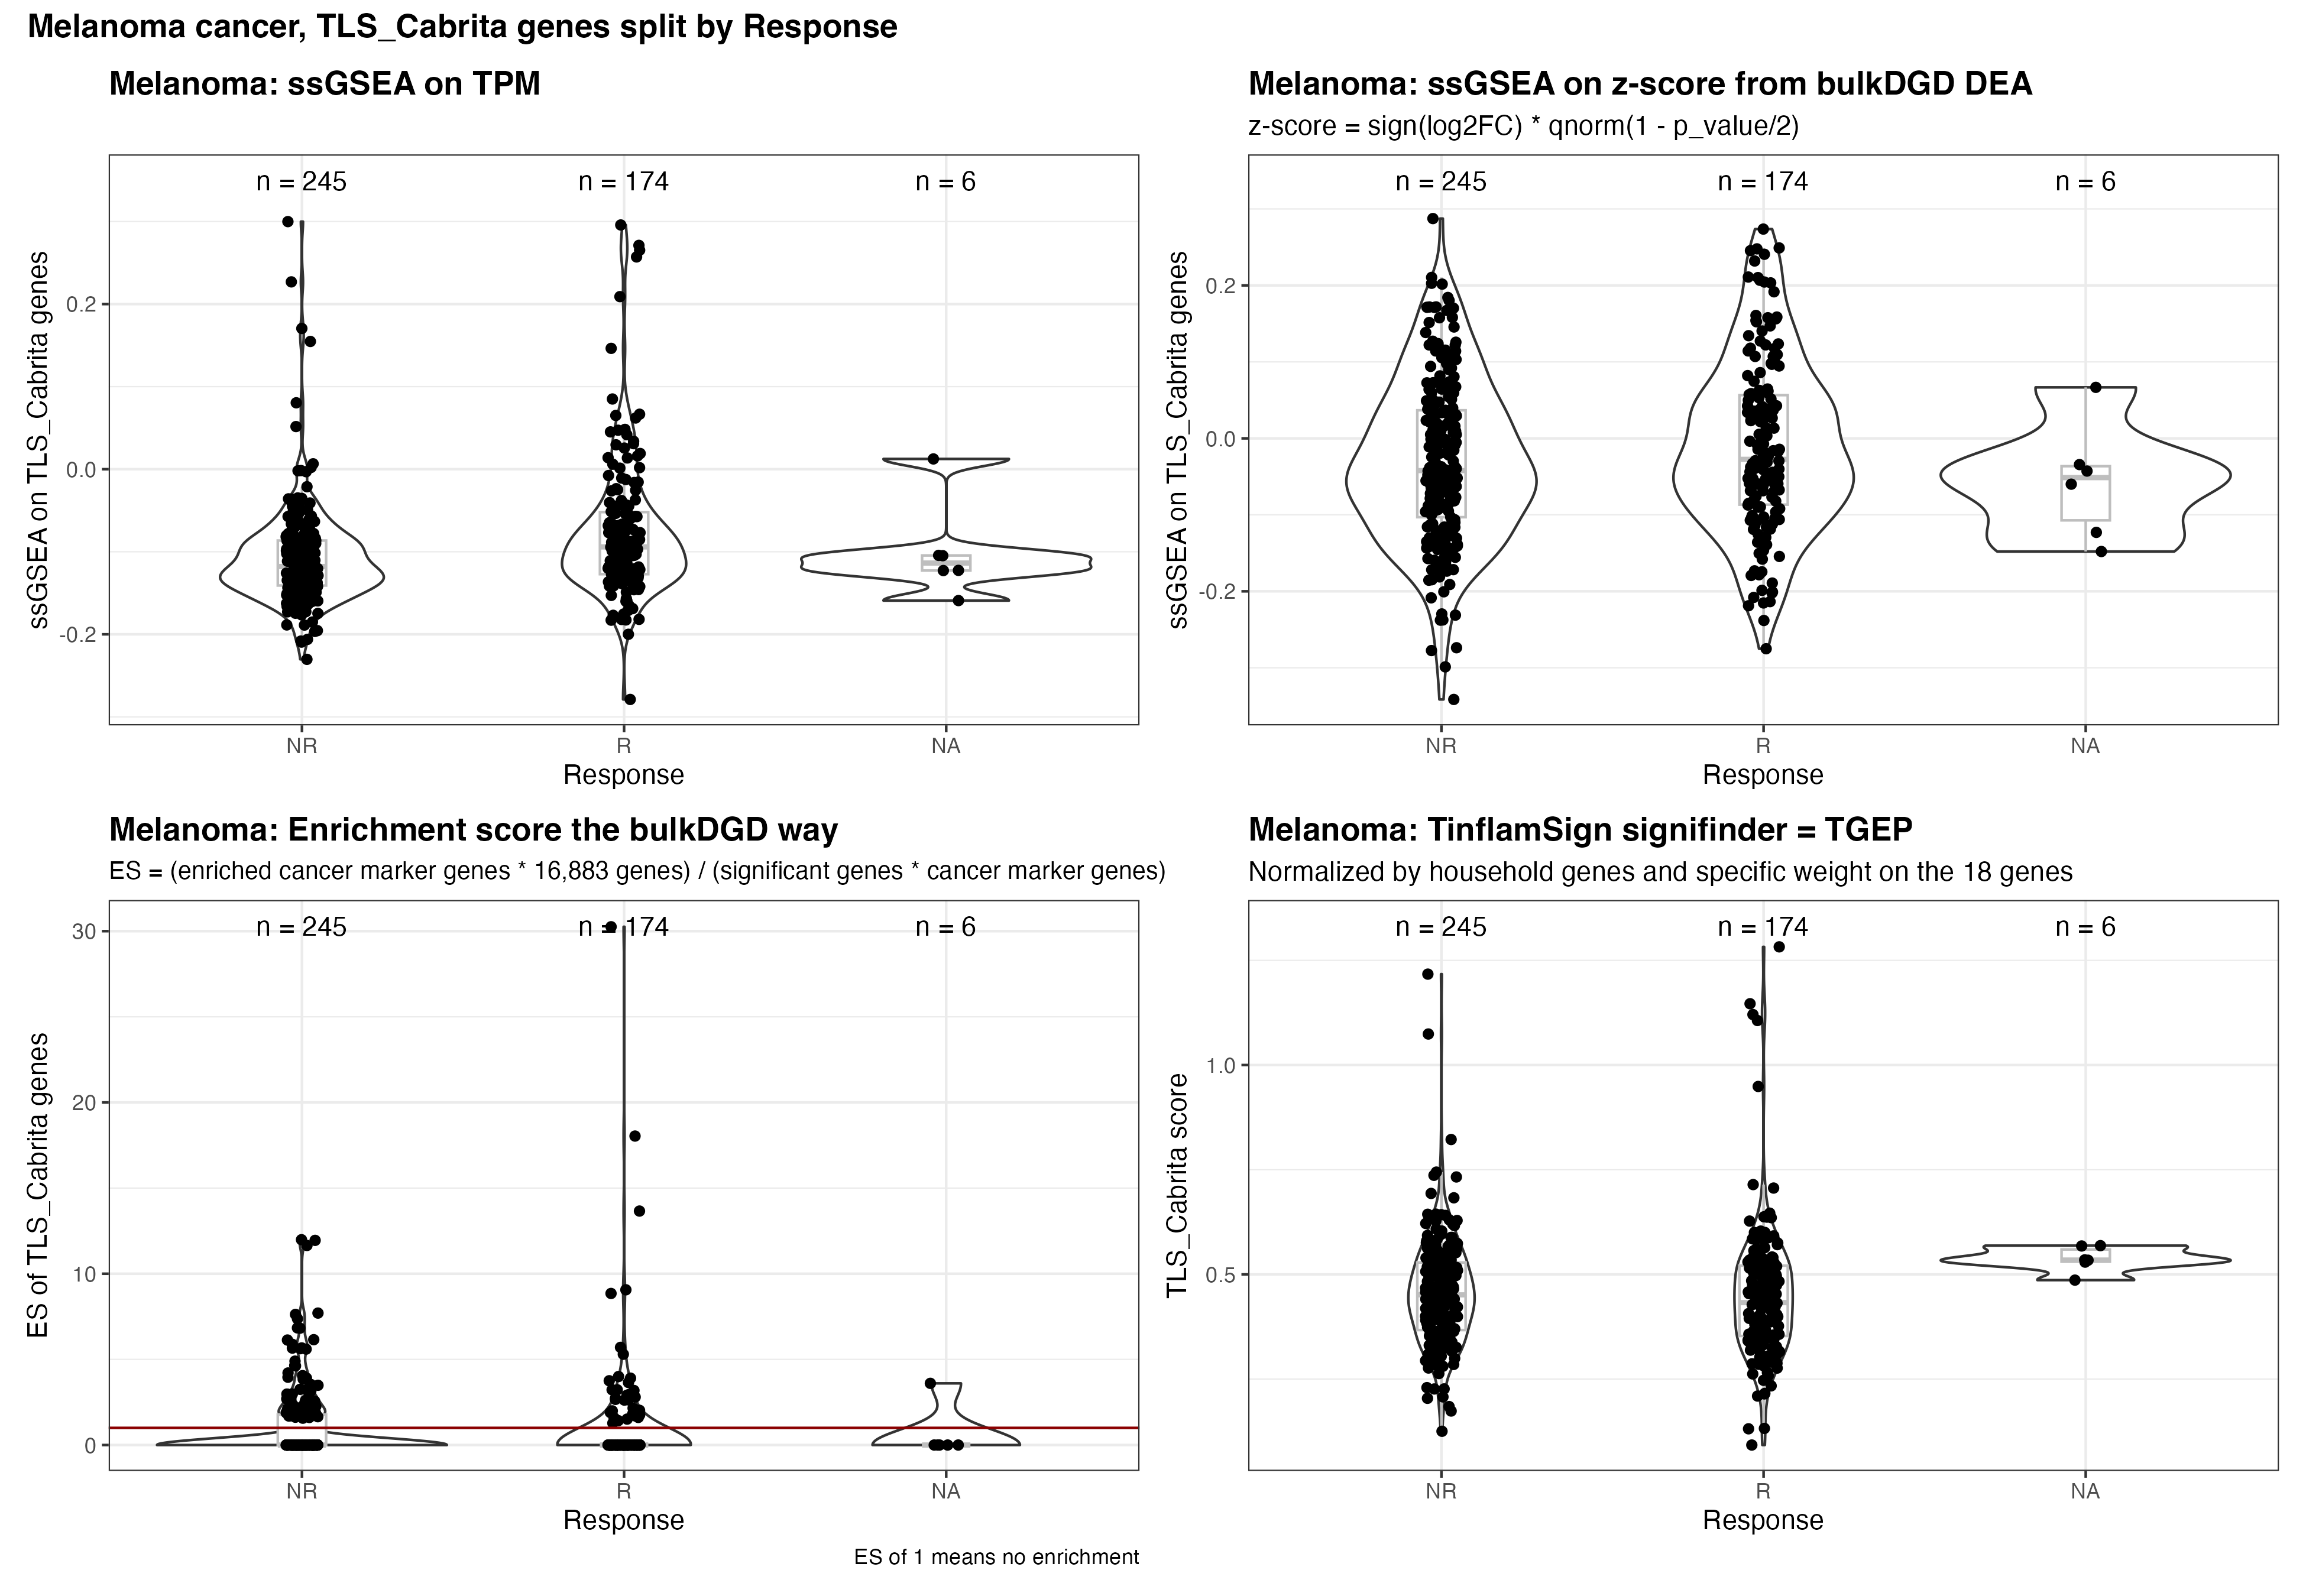 Melanoma cancer, TLS_Cabrita genes split by Response
Melanoma: ssGSEA on TPM
ssGSEA on TLS_Cabrita genes
n = 245
n = 174
n = 6
0.2
0.0
-0.2
NR
R
NA
Response
Melanoma: ssGSEA on z-score from bulkDGD DEA
z-score = sign(log2FC) * qnorm(1 - p_value/2)
ssGSEA on TLS_Cabrita genes
n = 245
n = 174
n = 6
0.2
0.0
-0.2
NR
R
NA
Response
Melanoma: Enrichment score the bulkDGD way
ES = (enriched cancer marker genes * 16,883 genes) / (significant genes * cancer marker genes)
ES of TLS_Cabrita genes
n = 245
n = 174
n = 6
30
20
10
0
NR
R
NA
Response
ES of 1 means no enrichment
Melanoma: TinflamSign signifinder = TGEP
Normalized by household genes and specific weight on the 18 genes
TLS_Cabrita score
n = 245
n = 174
n = 6
1.0
0.5
NR
R
NA
Response